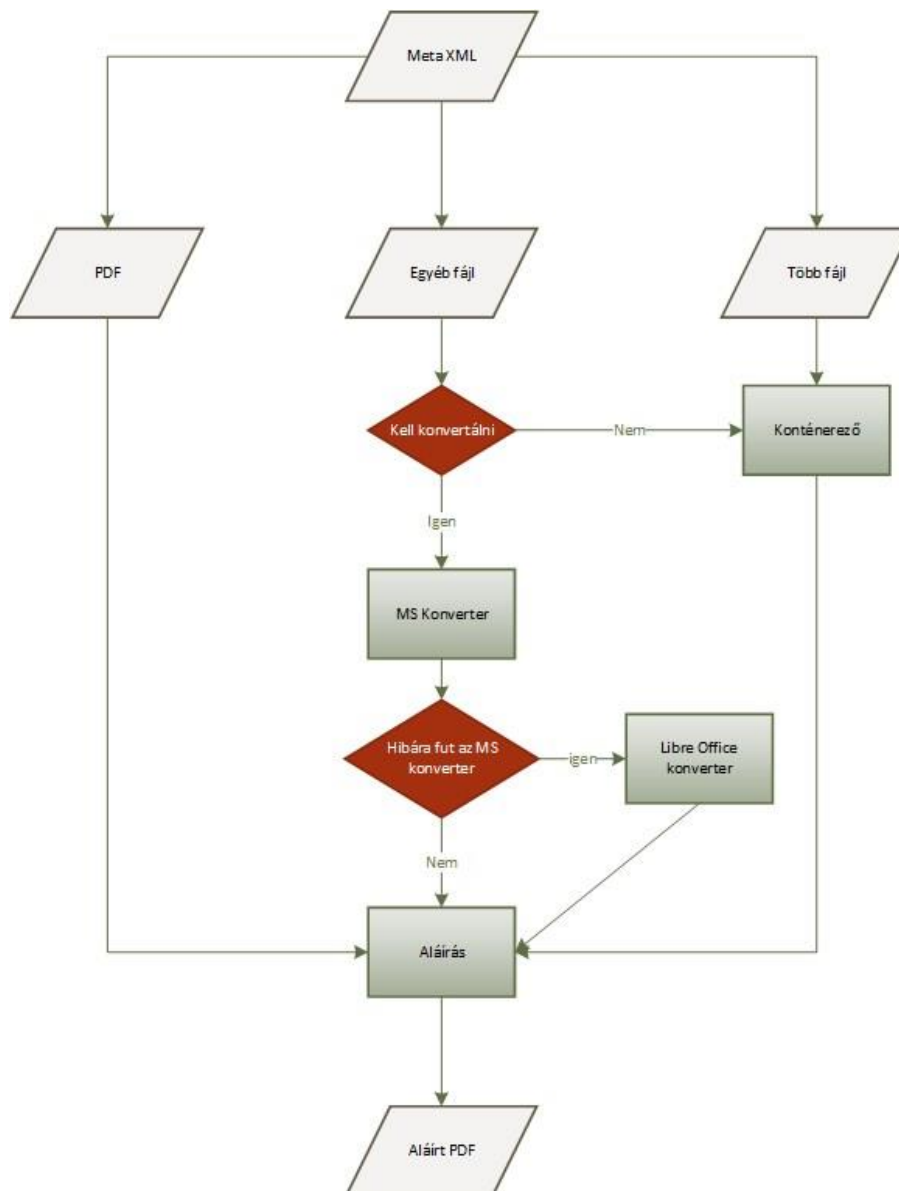 Meta XML
PDF
Egyéb fájl
Több fájl
Kell konvertálni
Nem
Konténerező
Igen
MS Konverter
Hibára fut az MS
konverter
igen
Libre Office
konverter
Nem
Aláírás
Aláírt PDF